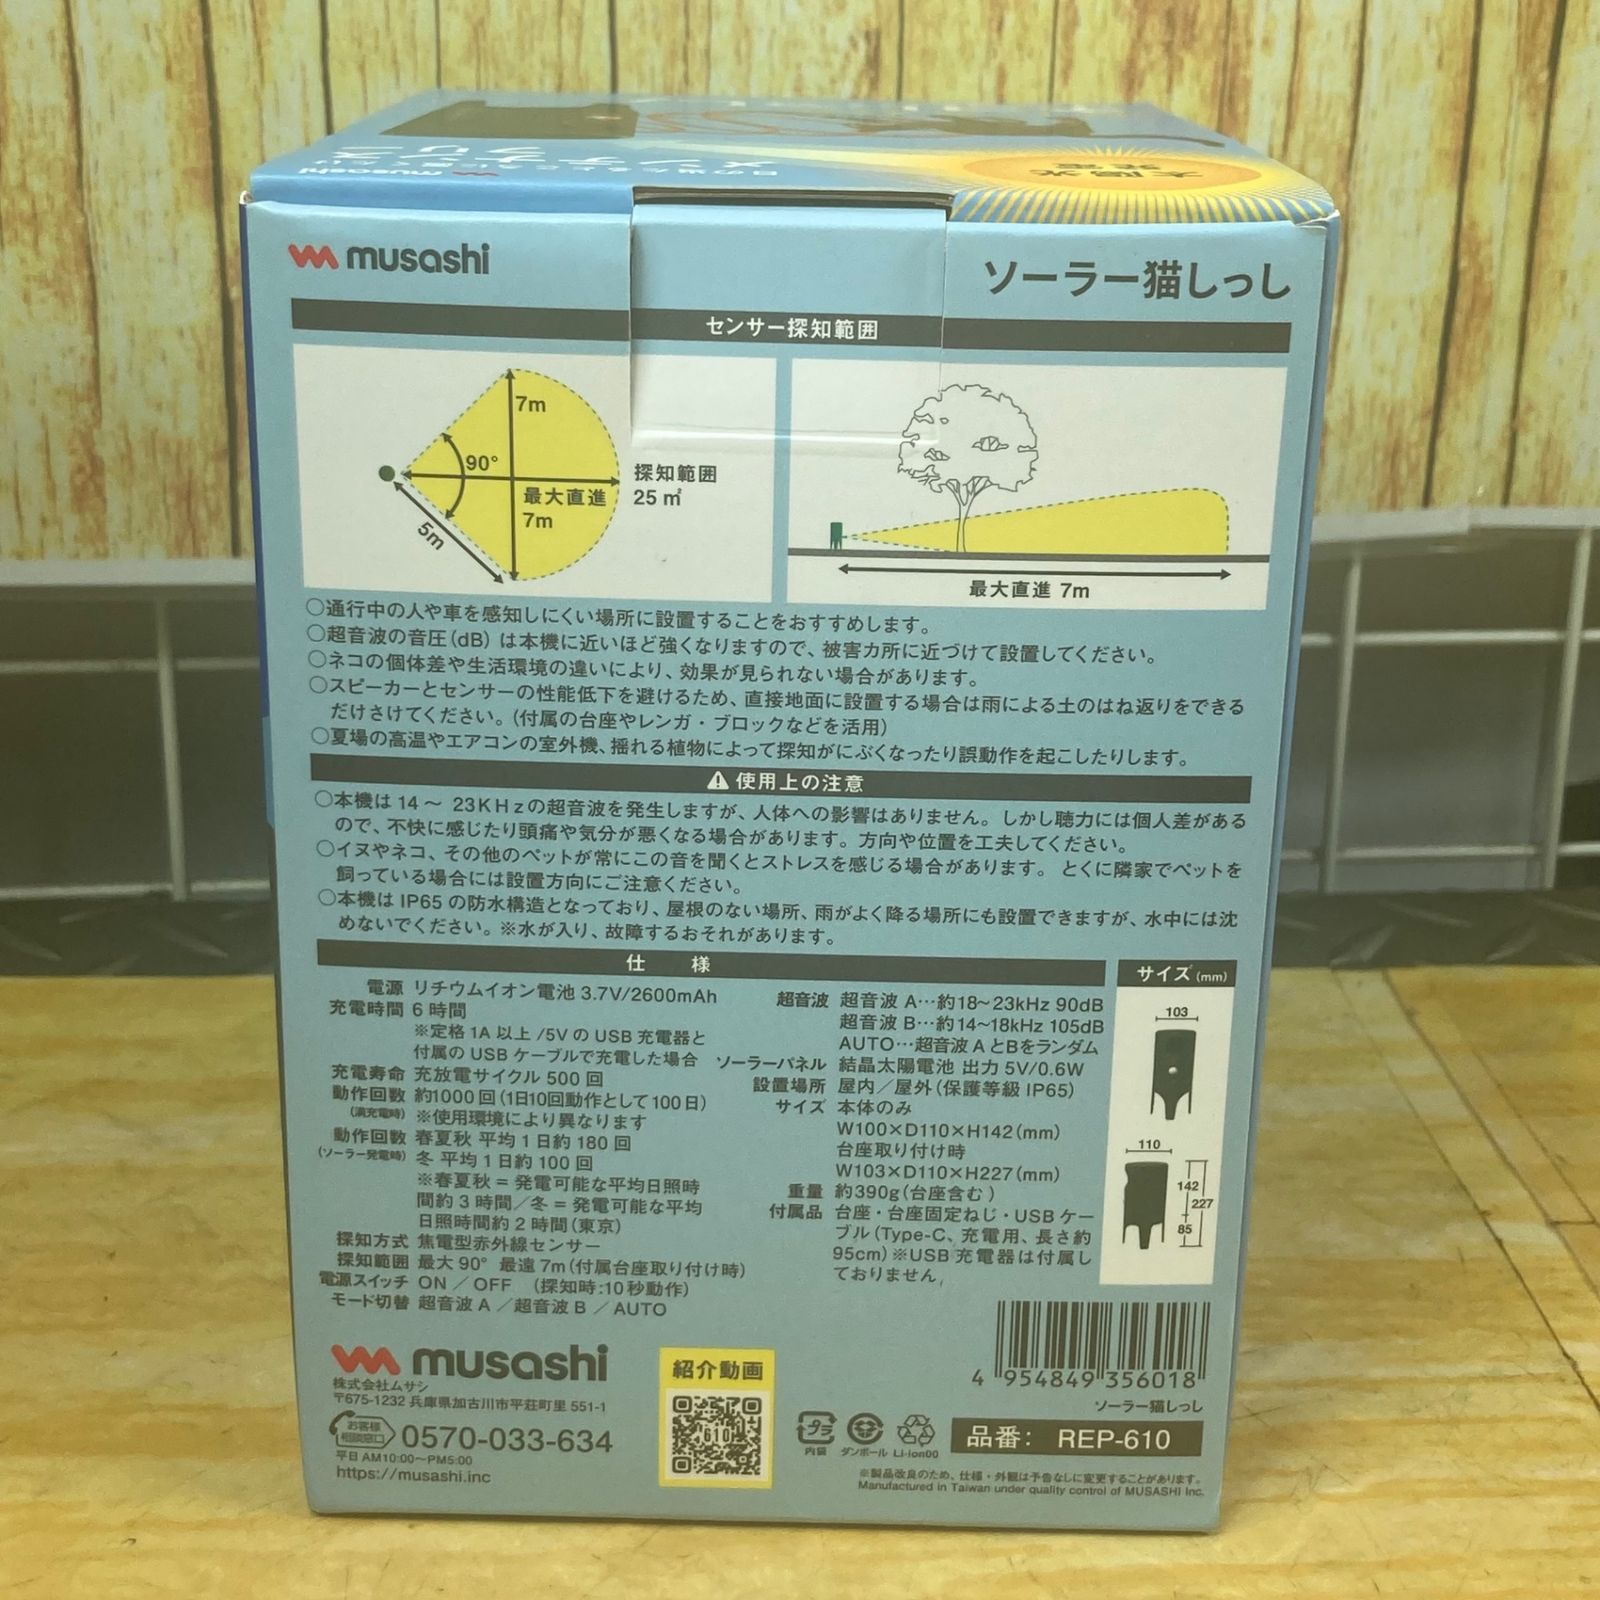 太陽光
発電
日の当たるところに置くだけ
メンテナンス
musashi
musashi
ソーラー猫しっし
センサー探知範囲
7m
90°
最大直進
7m
5m
探知範囲
25㎡
最大直進 7m
○通行中の人や車を感知しにくい場所に設置することをおすすめします。
○超音波の音圧(dB)は本機に近いほど強くなりますので、被害カ所に近づけて設置してください。
○ネコの個体差や生活環境の違いにより、効果が見られない場合があります。
○スピーカーとセンサーの性能低下を避けるため、直接地面に設置する場合は雨による土のはね返りをできる
だけさけてください。(付属の台座やレンガ・ブロックなどを活用)
○夏場の高温やエアコンの室外機、揺れる植物によって探知がにぶくなったり誤動作を起こしたりします。
⚠使用上の注意
○本機は14～ 23KHzの超音波を発生しますが、人体への影響はありません。しかし聴力には個人差がある
ので、不快に感じたり頭痛や気分が悪くなる場合があります。方向や位置を工夫してください。
○イヌやネコ、その他のペットが常にこの音を聞くとストレスを感じる場合があります。とくに隣家でペットを
飼っている場合には設置方向にご注意ください。
○本機は IP65 の防水構造となっており、屋根のない場所、雨がよく降る場所にも設置できますが、水中には沈
めないでください。※水が入り、故障するおそれがあります。
仕 様
電源 リチウムイオン電池 3.7V/2600mAh
充電時間 6時間
※定格1A以上/5VのUSB充電器と
付属のUSBケーブルで充電した場合
充電寿命 充放電サイクル500回
動作回数 約1000回(1日10回動作として100日)
(満充電時) ※使用環境により異なります
動作回数 春夏秋 平均1日約180回
(ソーラー発電時) 冬 平均1日約100回
※春夏秋＝発電可能な平均日照時
間約3時間／冬＝発電可能な平均
日照時間約2時間(東京)
探知方式 焦電型赤外線センサー
探知範囲 最大90° 最遠7m(付属台座取り付け時)
電源スイッチ ON／OFF (探知時:10秒動作)
モード切替 超音波A／超音波B／AUTO
超音波 超音波A…約18~23kHz 90dB
超音波B…約14~18kHz 105dB
AUTO…超音波AとBをランダム
ソーラーパネル 結晶太陽電池 出力 5V/0.6W
設置場所 屋内／屋外(保護等級 IP65)
サイズ 本体のみ
W100×D110×H142(mm)
台座取り付け時
W103×D110×H227(mm)
重量 約390g(台座含む)
付属品 台座・台座固定ねじ・USBケー
ブル(Type-C、充電用、長さ約
95cm)※USB充電器は付属し
ておりません。
サイズ(mm)
103
110
142
227
85
musashi
株式会社ムサシ
〒675-1232 兵庫県加古川市平荘町里 551-1
お客様
相談窓口
0570-033-634
平日 AM10:00～PM5:00
https://musashi.inc
紹介動画
610
プラ
内袋
ダンボール
Li-ion00
4 954849 356018
ソーラー猫しっし
品番： REP-610
※製品改良のため、仕様・外観は予告なしに変更することがあります。
Manufactured in Taiwan under quality control of MUSASHI Inc.